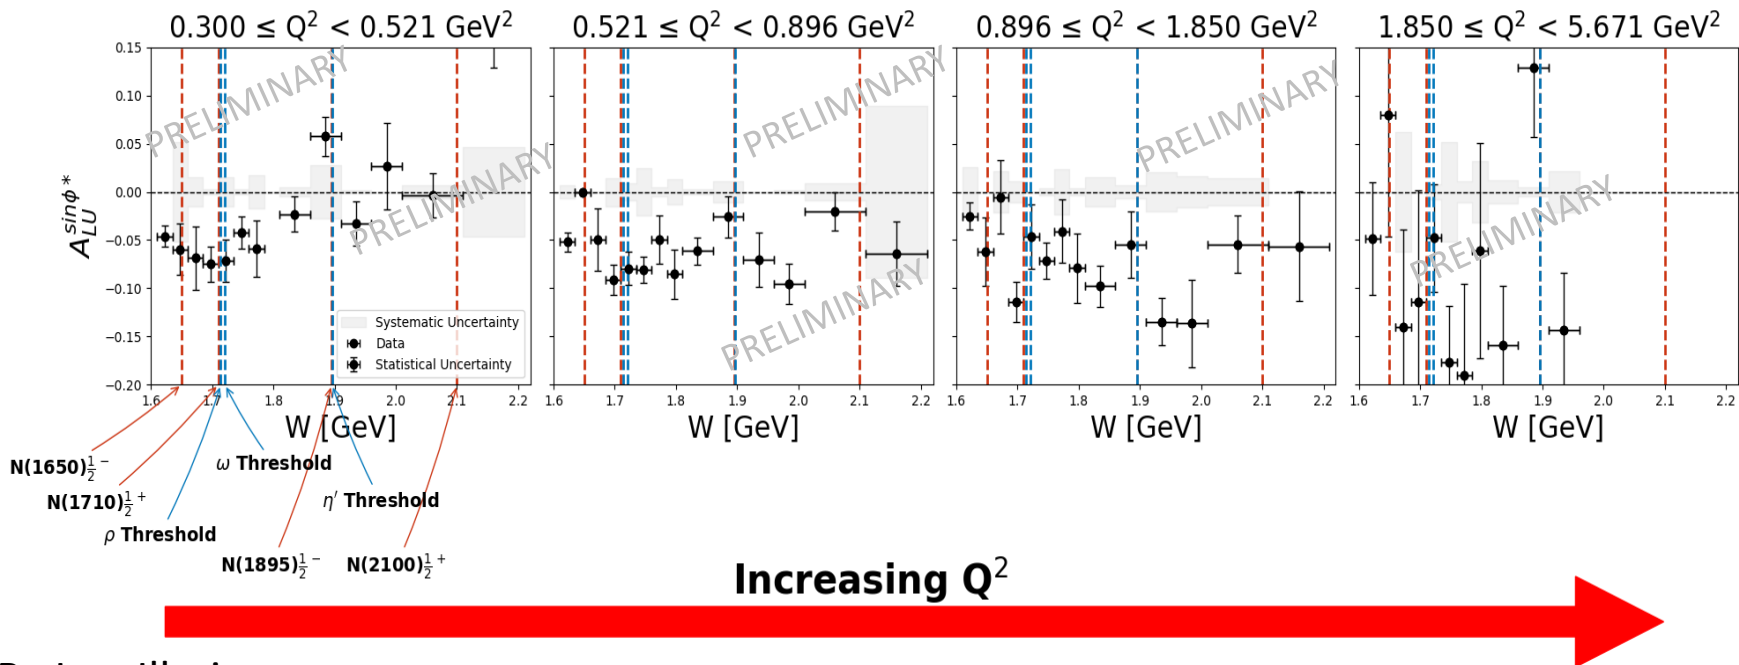 0.300 ≤ Q² < 0.521 GeV²
0.521 ≤ Q² < 0.896 GeV²
0.896 ≤ Q² < 1.850 GeV²
1.850 ≤ Q² < 5.671 GeV²
0.15
0.10
0.05
0.00
−0.05
−0.10
−0.15
−0.20
A_{LU}^{sinϕ*}
PRELIMINARY
PRELIMINARY
PRELIMINARY
PRELIMINARY
PRELIMINARY
PRELIMINARY
Systematic Uncertainty
Data
Statistical Uncertainty
1.6 1.7 1.8 1.9 2.0 2.1 2.2
1.6 1.7 1.8 1.9 2.0 2.1 2.2
1.6 1.7 1.8 1.9 2.0 2.1 2.2
1.6 1.7 1.8 1.9 2.0 2.1 2.2
W [GeV]
W [GeV]
W [GeV]
W [GeV]
N(1650)½⁻
ω Threshold
N(1710)½⁺
η′ Threshold
ρ Threshold
N(1895)½⁻
N(2100)½⁺
Increasing Q²